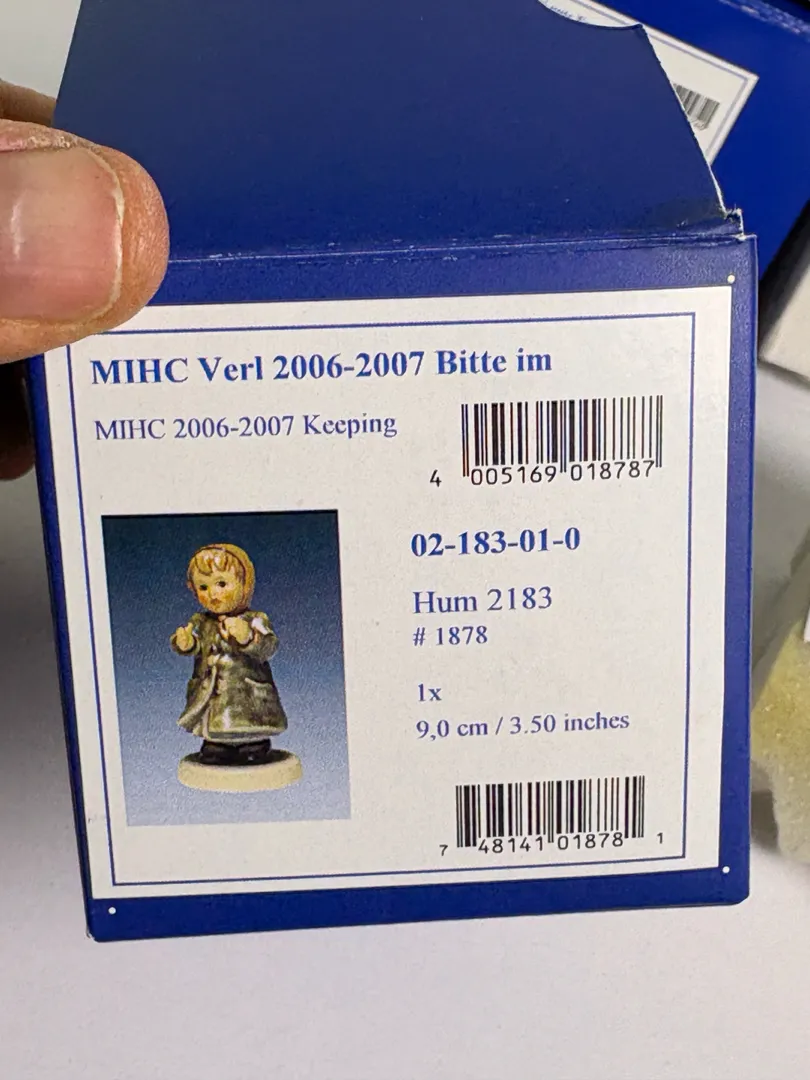 MIHC Verl 2006-2007 Bitte im
MIHC 2006-2007 Keeping
4 005169 018787
02-183-01-0
Hum 2183
# 1878
1x
9,0 cm / 3.50 inches
7 48141 01878 1